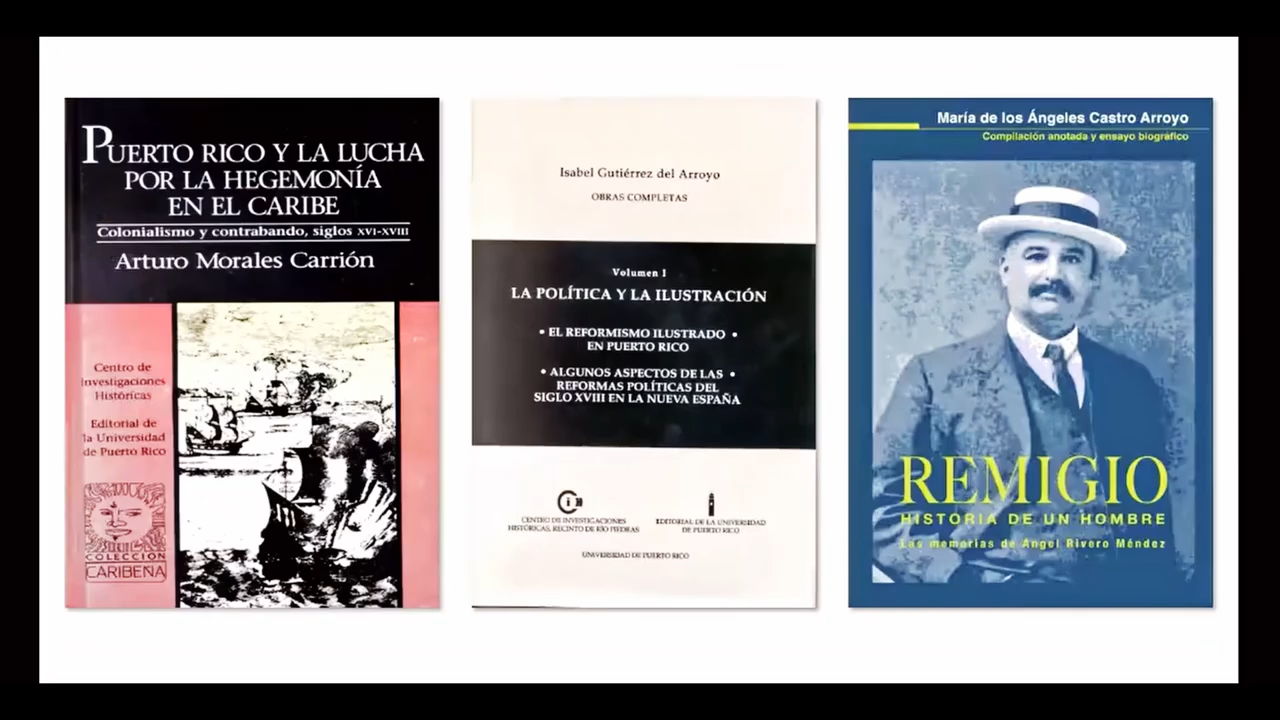 PUERTO RICO Y LA LUCHA
POR LA HEGEMONÍA
EN EL CARIBE
Colonialismo y contrabando, siglos XVI-XVIII
Arturo Morales Carrión
Centro de
Investigaciones
Históricas
Editorial de
la Universidad
de Puerto Rico
COLECCIÓN
CARIBEÑA
Isabel Gutiérrez del Arroyo
OBRAS COMPLETAS
Volumen I
LA POLÍTICA Y LA ILUSTRACIÓN
• EL REFORMISMO ILUSTRADO •
EN PUERTO RICO
• ALGUNOS ASPECTOS DE LAS •
REFORMAS POLÍTICAS DEL
SIGLO XVIII EN LA NUEVA ESPAÑA
CENTRO DE INVESTIGACIONES
HISTÓRICAS, RECINTO DE RÍO PIEDRAS
EDITORIAL DE LA UNIVERSIDAD
DE PUERTO RICO
UNIVERSIDAD DE PUERTO RICO
María de los Ángeles Castro Arroyo
Compilación anotada y ensayo biográfico
REMIGIO
HISTORIA DE UN HOMBRE
Las memorias de Angel Rivero Méndez